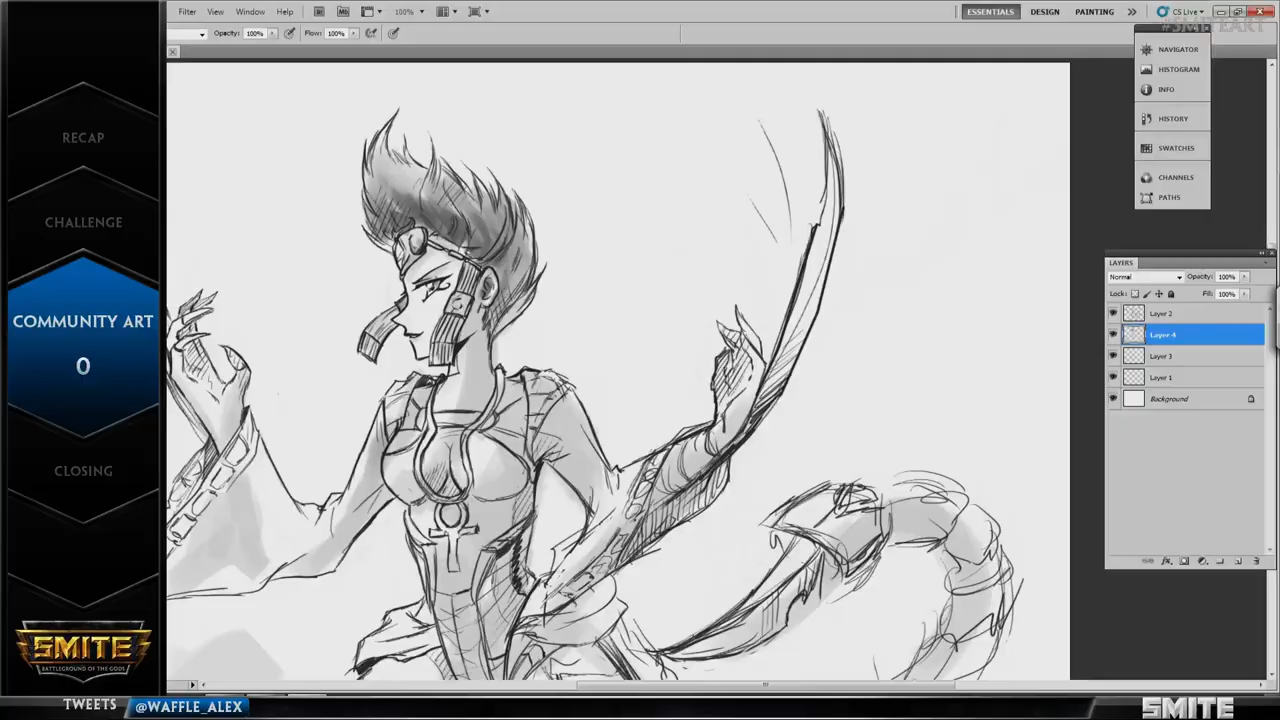 Filter View Window Help 100% ESSENTIALS DESIGN PAINTING CS Live
#SMITEART
Opacity: 100% Flow: 100%
NAVIGATOR
HISTOGRAM
INFO
HISTORY
SWATCHES
CHANNELS
PATHS
LAYERS
Normal Opacity: 100%
Lock: Fill: 100%
Layer 2
Layer 4
Layer 3
Layer 1
Background
RECAP
CHALLENGE
COMMUNITY ART
0
CLOSING
SMITE
BATTLEGROUND OF THE GODS
TWEETS @WAFFLE_ALEX
SMITE